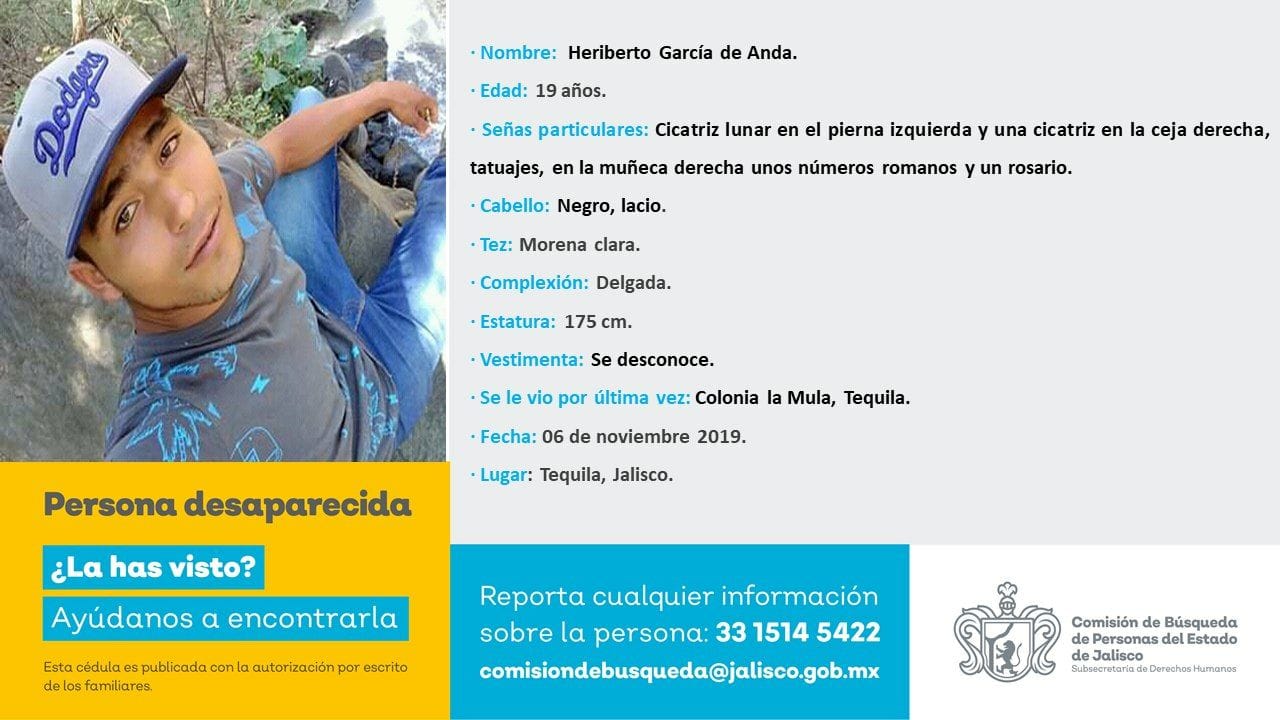 Dodgers
· Nombre: Heriberto García de Anda.
· Edad: 19 años.
· Señas particulares: Cicatriz lunar en el pierna izquierda y una cicatriz en la ceja derecha,
tatuajes, en la muñeca derecha unos números romanos y un rosario.
· Cabello: Negro, lacio.
· Tez: Morena clara.
· Complexión: Delgada.
· Estatura: 175 cm.
· Vestimenta: Se desconoce.
· Se le vio por última vez: Colonia la Mula, Tequila.
· Fecha: 06 de noviembre 2019.
· Lugar: Tequila, Jalisco.
Persona desaparecida
¿La has visto?
Ayúdanos a encontrarla
Esta cédula es publicada con la autorización por escrito
de los familiares.
Reporta cualquier información
sobre la persona: 33 1514 5422
comisiondebusqueda@jalisco.gob.mx
Comisión de Búsqueda
de Personas del Estado
de Jalisco
Subsecretaría de Derechos Humanos